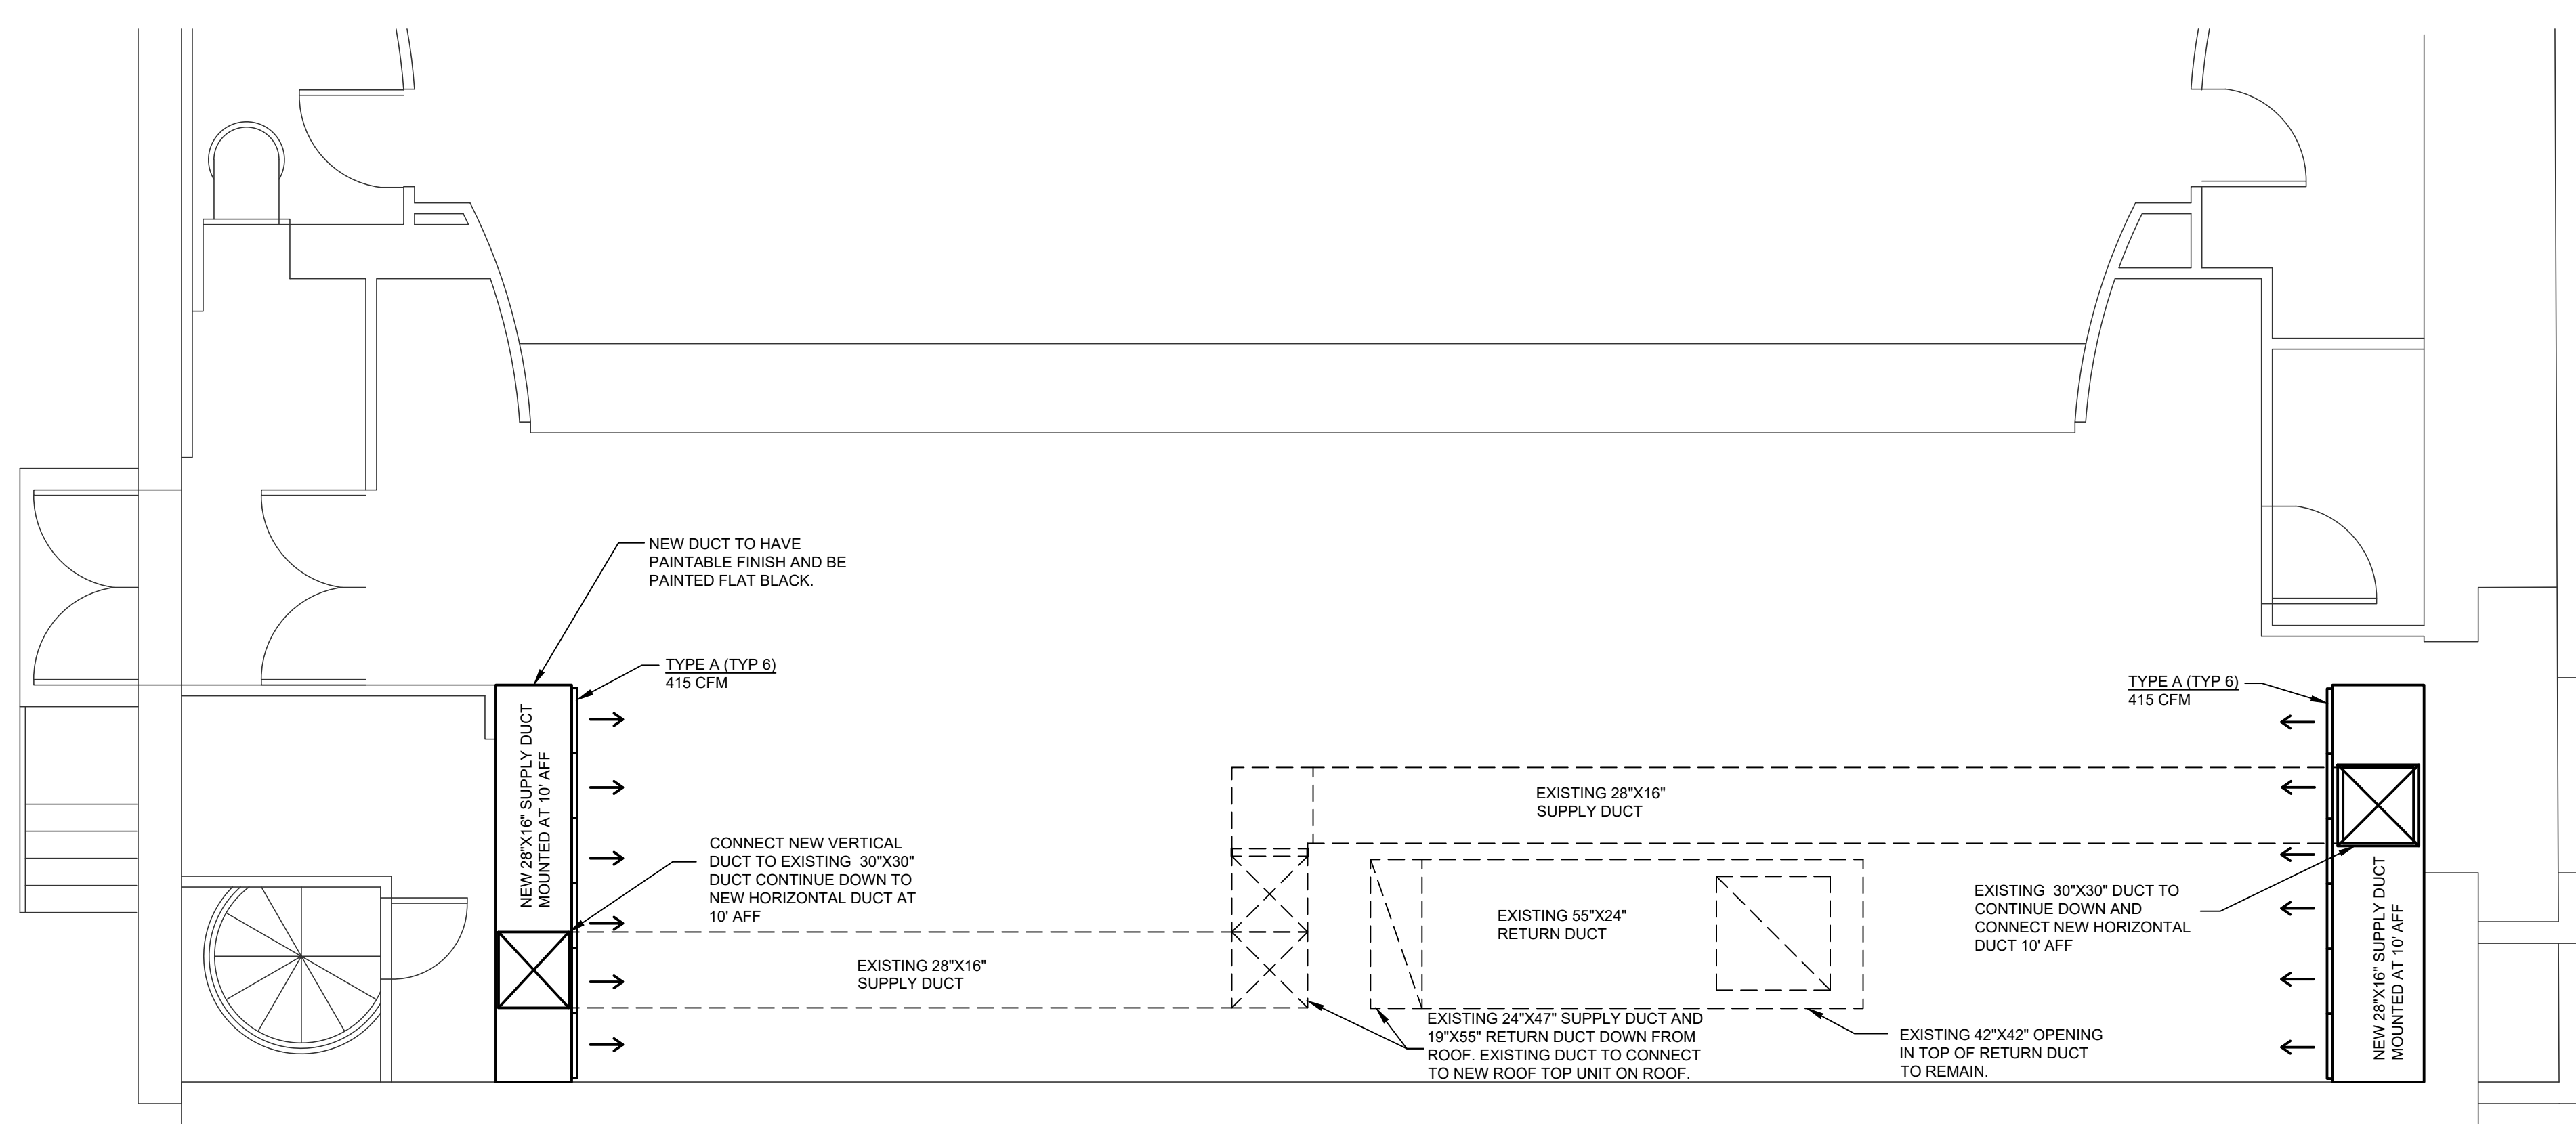 NEW DUCT TO HAVE
PAINTABLE FINISH AND BE
PAINTED FLAT BLACK.
TYPE A (TYP 6)
415 CFM
TYPE A (TYP 6)
415 CFM
NEW 28"X16" SUPPLY DUCT
MOUNTED AT 10' AFF
EXISTING 28"X16"
SUPPLY DUCT
CONNECT NEW VERTICAL
DUCT TO EXISTING 30"X30"
DUCT CONTINUE DOWN TO
NEW HORIZONTAL DUCT AT
10' AFF
EXISTING 28"X16"
SUPPLY DUCT
EXISTING 55"X24"
RETURN DUCT
EXISTING 30"X30" DUCT TO
CONTINUE DOWN AND
CONNECT NEW HORIZONTAL
DUCT 10' AFF
NEW 28"X16" SUPPLY DUCT
MOUNTED AT 10' AFF
EXISTING 24"X47" SUPPLY DUCT AND
19"X55" RETURN DUCT DOWN FROM
ROOF. EXISTING DUCT TO CONNECT
TO NEW ROOF TOP UNIT ON ROOF.
EXISTING 42"X42" OPENING
IN TOP OF RETURN DUCT
TO REMAIN.